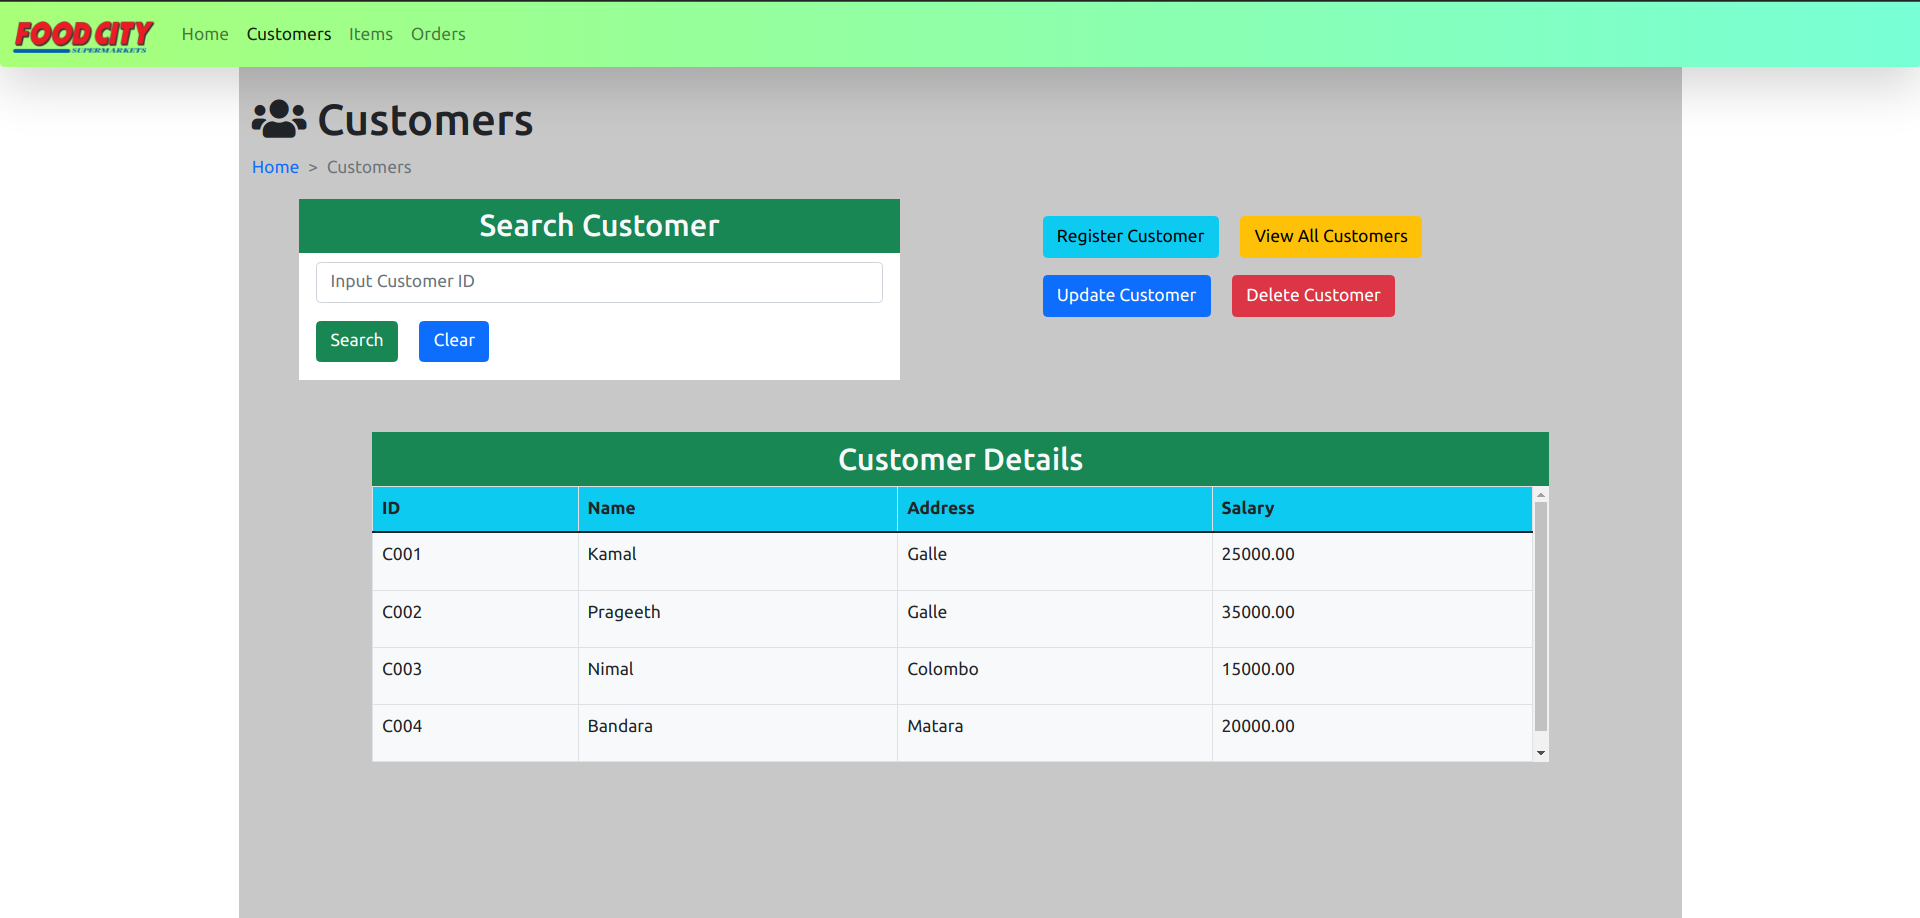 FOOD CITY
SUPERMARKETS
Home Customers Items Orders
Customers
Home > Customers
Search Customer
Input Customer ID
Search Clear
Register Customer View All Customers
Update Customer Delete Customer
Customer Details
ID Name Address Salary
C001 Kamal Galle 25000.00
C002 Prageeth Galle 35000.00
C003 Nimal Colombo 15000.00
C004 Bandara Matara 20000.00